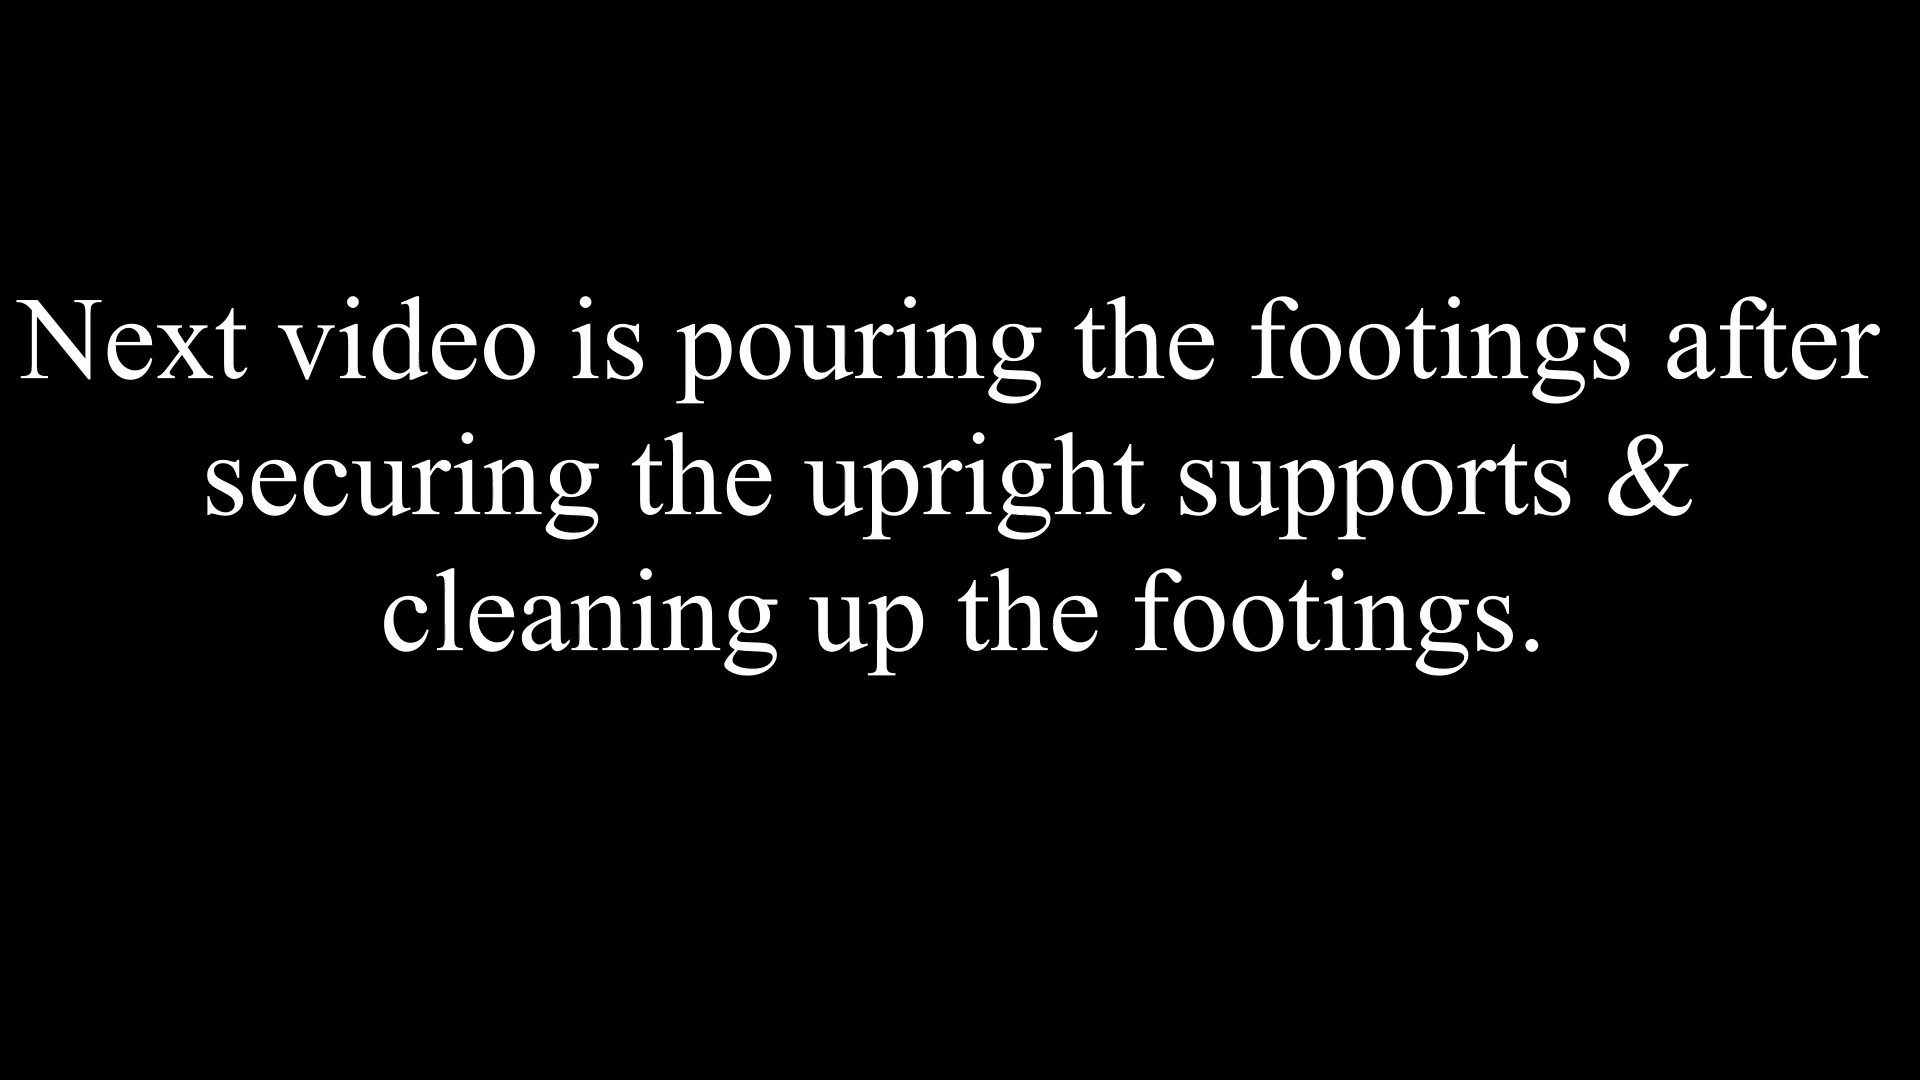 Next video is pouring the footings after
securing the upright supports &
cleaning up the footings.